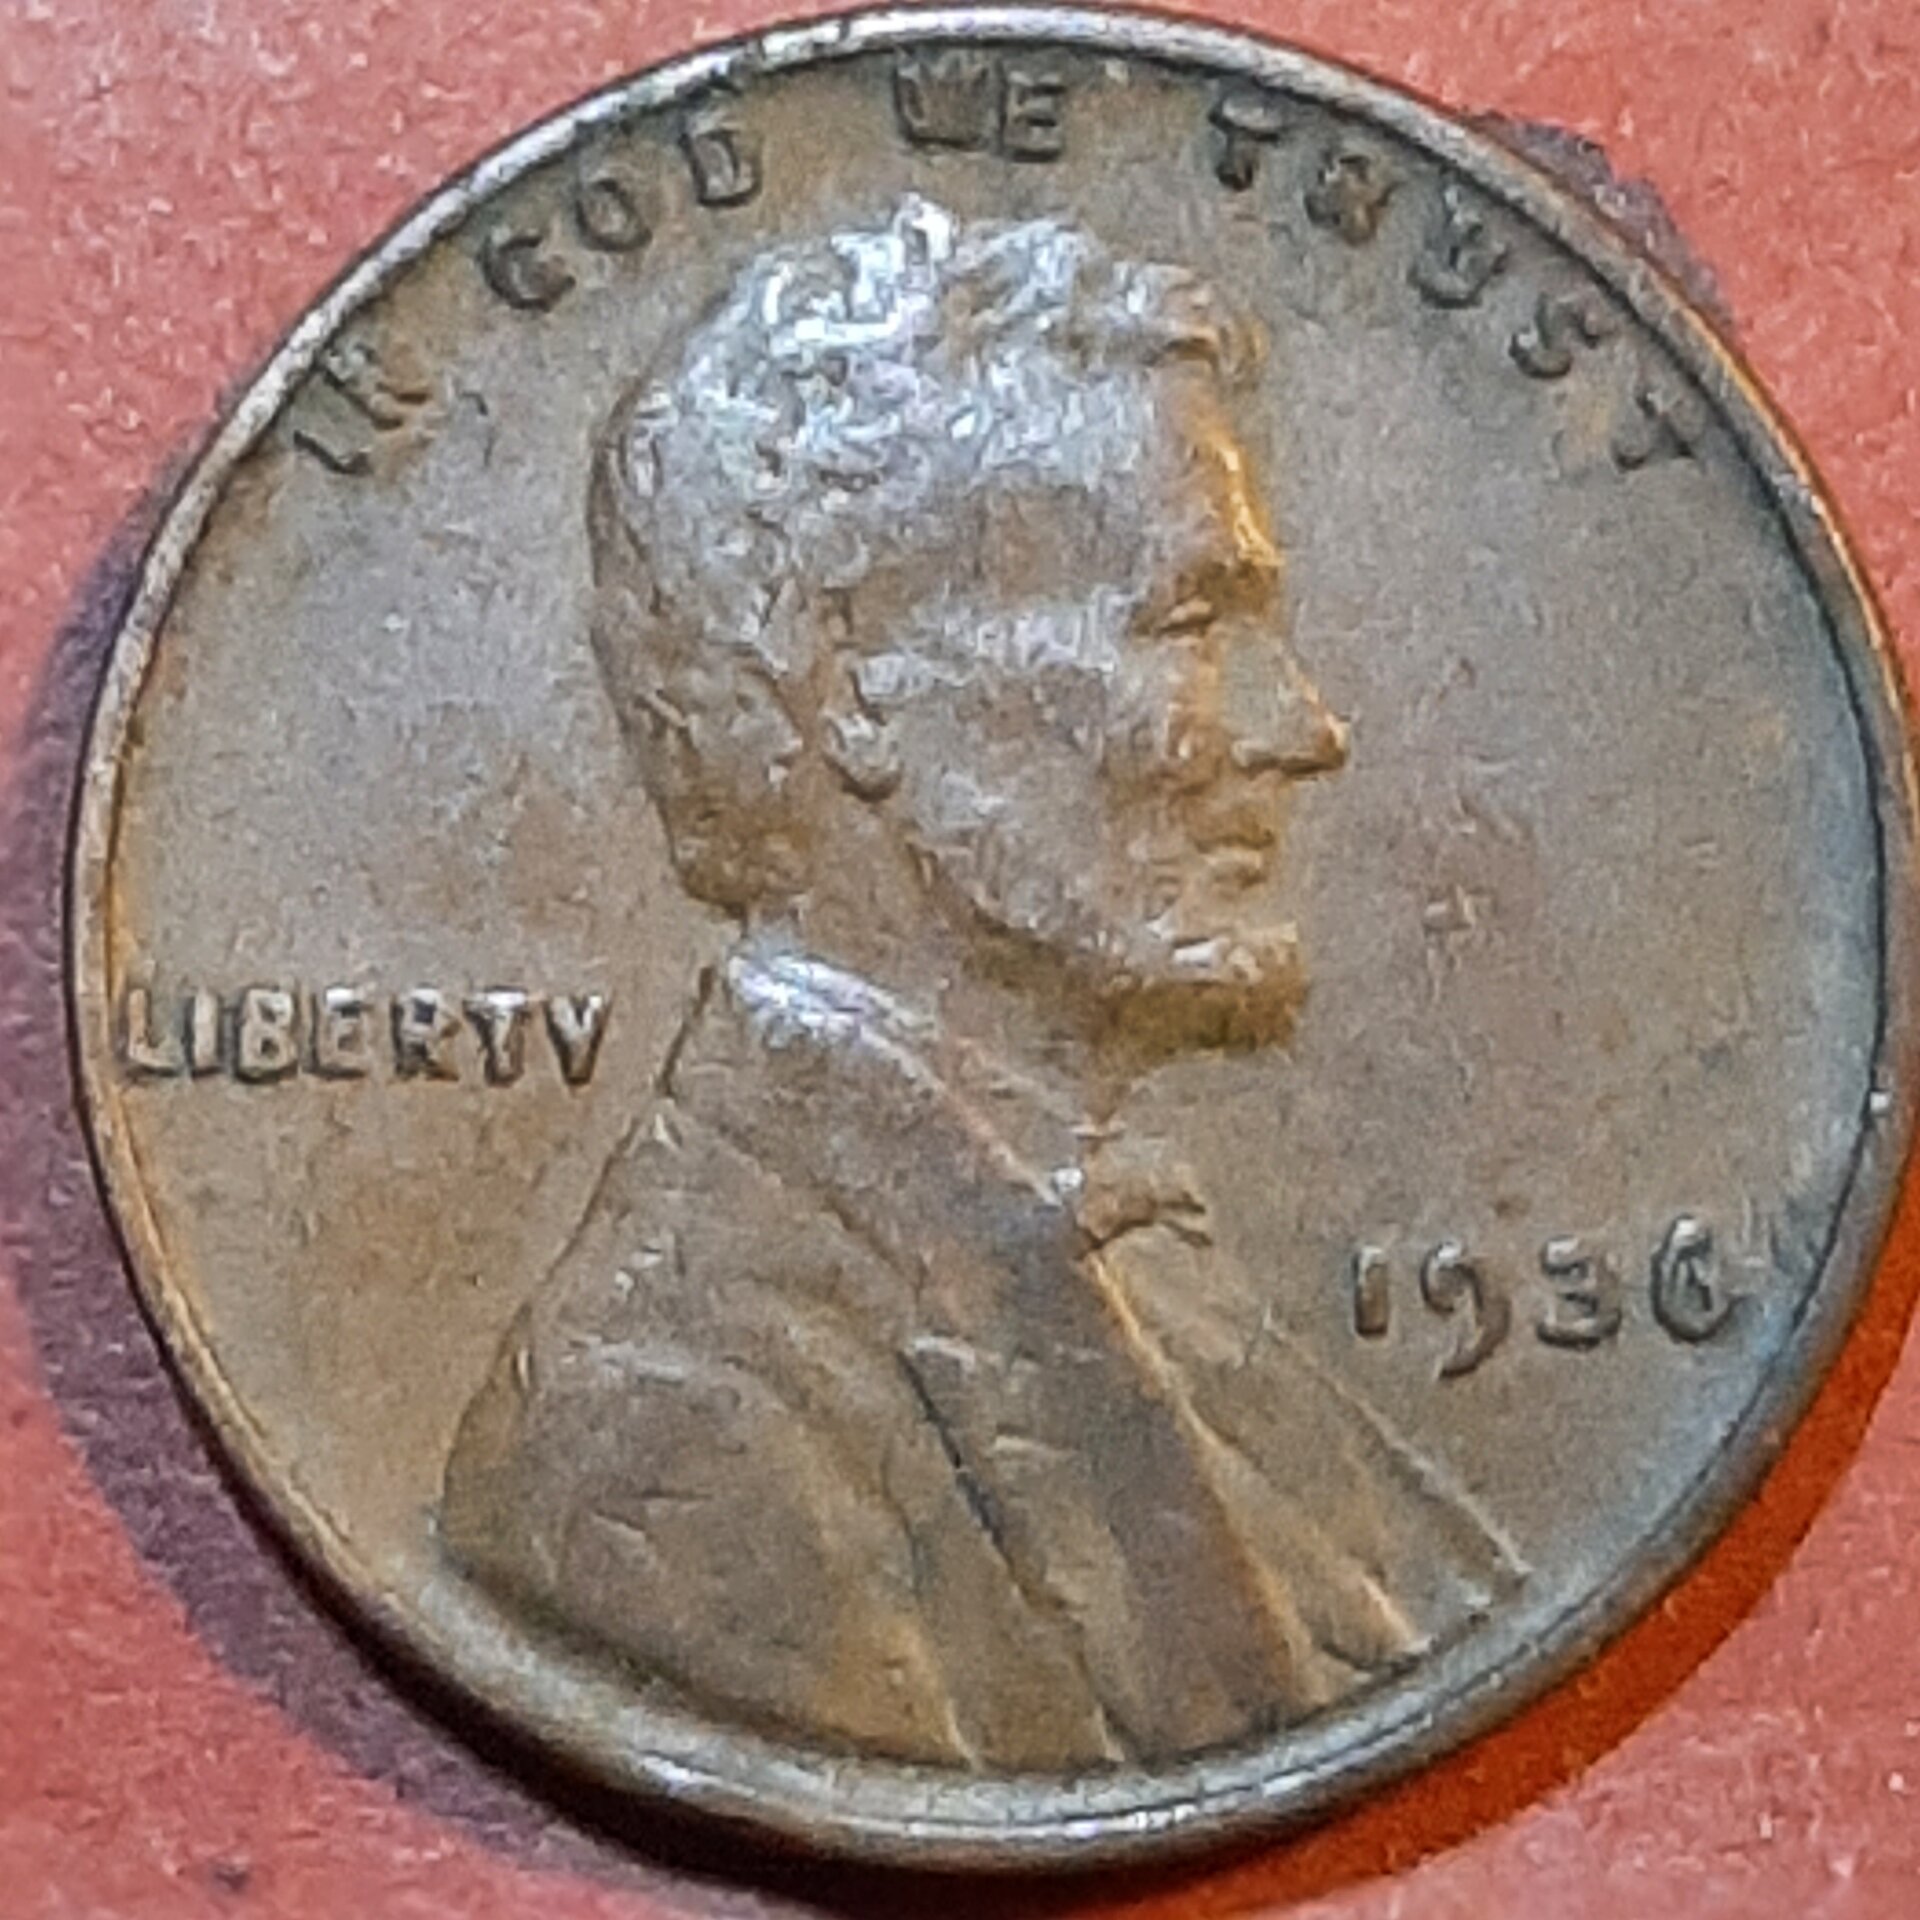 IN GOD WE TRUST
LIBERTY
1936